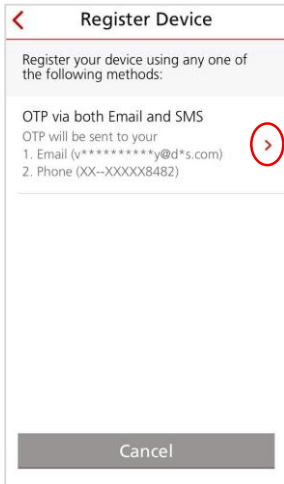 Register Device
Register your device using any one of
the following methods:
OTP via both Email and SMS
OTP will be sent to your
1. Email (v**********y@d*s.com)
2. Phone (XX--XXXXX8482)
Cancel